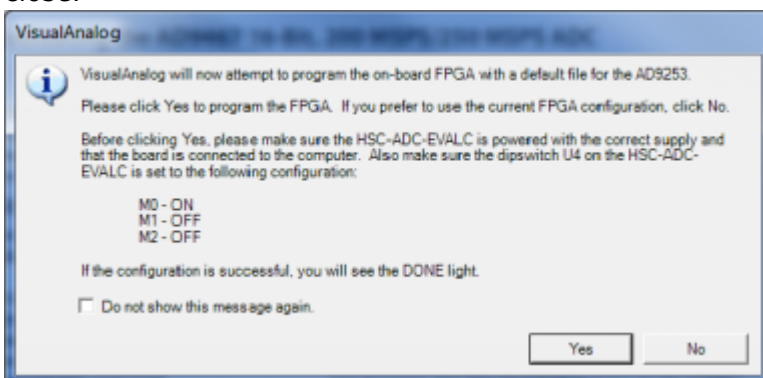 close.
VisualAnalog
VisualAnalog will now attempt to program the on-board FPGA with a default file for the AD9253.
Please click Yes to program the FPGA. If you prefer to use the current FPGA configuration, click No.
Before clicking Yes, please make sure the HSC-ADC-EVALC is powered with the correct supply and
that the board is connected to the computer. Also make sure the dipswitch U4 on the HSC-ADC-
EVALC is set to the following configuration:
M0 - ON
M1 - OFF
M2 - OFF
If the configuration is successful, you will see the DONE light.
Do not show this message again.
Yes No